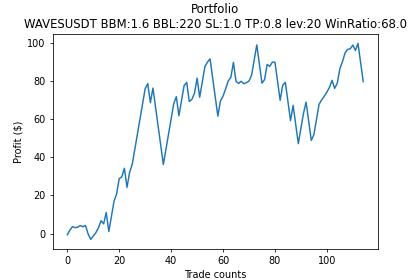 Portfolio
WAVESUSDT BBM:1.6 BBL:220 SL:1.0 TP:0.8 lev:20 WinRatio:68.0
100
80
60
40
20
0
Profit ($)
0 20 40 60 80 100
Trade counts